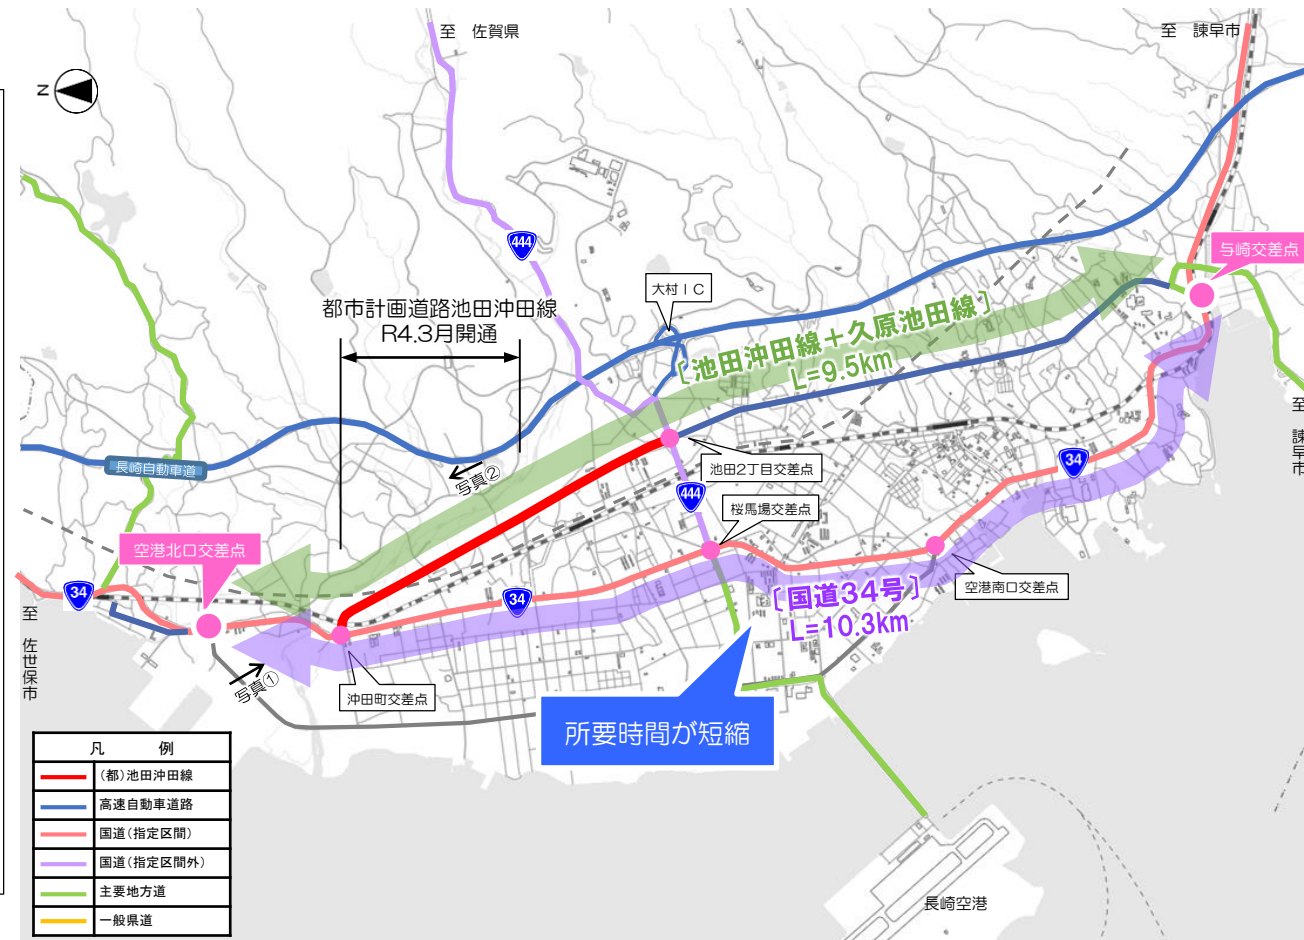 至 佐賀県
至 諫早市
N
444
与崎交差点
大村IC
都市計画道路池田沖田線
R4.3月開通
〔池田沖田線+久原池田線〕
L=9.5km
至 諫早市
長崎自動車道
写真②
池田2丁目交差点
34
444
桜馬場交差点
空港北口交差点
34
34
空港南口交差点
〔国道34号〕
L=10.3km
至 佐世保市
写真①
沖田町交差点
所要時間が短縮
凡 例
(都)池田沖田線
高速自動車道路
国道(指定区間)
国道(指定区間外)
主要地方道
一般県道
長崎空港